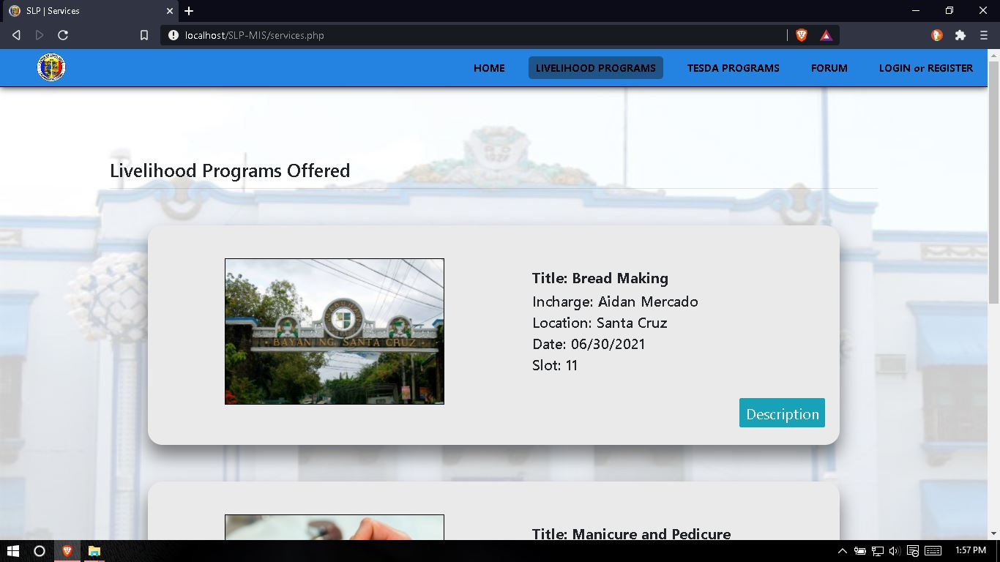 SLP | Services
localhost/SLP-MIS/services.php
HOME
LIVELIHOOD PROGRAMS
TESDA PROGRAMS
FORUM
LOGIN or REGISTER
Livelihood Programs Offered
BAYAN NG SANTA CRUZ
Title: Bread Making
Incharge: Aidan Mercado
Location: Santa Cruz
Date: 06/30/2021
Slot: 11
Description
Title: Manicure and Pedicure
1:57 PM